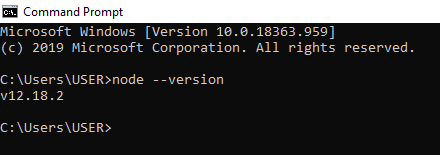 Command Prompt
Microsoft Windows [Version 10.0.18363.959]
(c) 2019 Microsoft Corporation. All rights reserved.
C:\Users\USER>node --version
v12.18.2
C:\Users\USER>